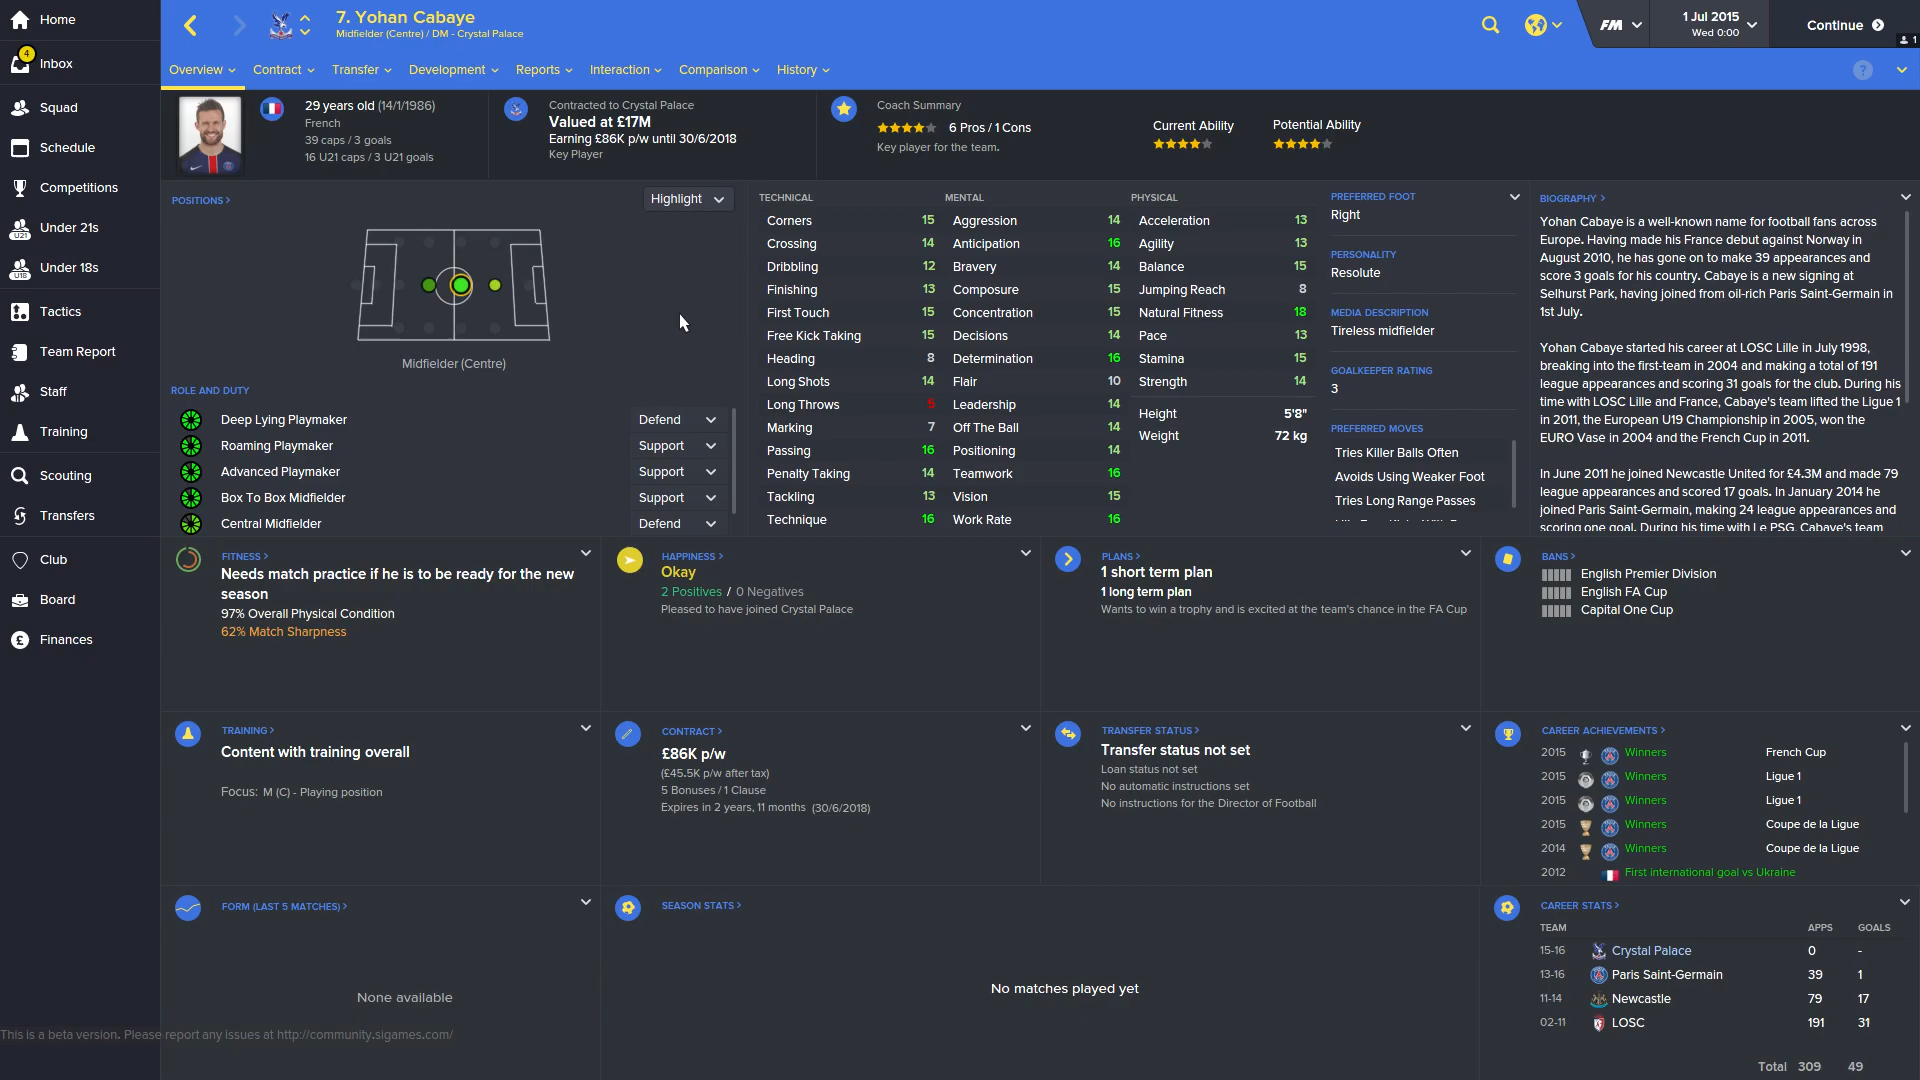 Home
4
Inbox
Squad
Schedule
Competitions
U21
Under 21s
U18
Under 18s
Tactics
Team Report
Staff
Training
Scouting
Transfers
Club
Board
Finances
7. Yohan Cabaye
Midfielder (Centre) / DM - Crystal Palace
FM
1 Jul 2015
Wed 0:00
Continue
1
Overview Contract Transfer Development Reports Interaction Comparison History
?
29 years old (14/1/1986)
French
39 caps / 3 goals
16 U21 caps / 3 U21 goals
Contracted to Crystal Palace
Valued at £17M
Earning £86K p/w until 30/6/2018
Key Player
Coach Summary
6 Pros / 1 Cons
Key player for the team.
Current Ability
Potential Ability
POSITIONS >
Highlight
Midfielder (Centre)
ROLE AND DUTY
Deep Lying Playmaker Defend
Roaming Playmaker Support
Advanced Playmaker Support
Box To Box Midfielder Support
Central Midfielder Defend
TECHNICAL
Corners 15
Crossing 14
Dribbling 12
Finishing 13
First Touch 15
Free Kick Taking 15
Heading 8
Long Shots 14
Long Throws 5
Marking 7
Passing 16
Penalty Taking 14
Tackling 13
Technique 16
MENTAL
Aggression 14
Anticipation 16
Bravery 14
Composure 15
Concentration 15
Decisions 14
Determination 16
Flair 10
Leadership 14
Off The Ball 14
Positioning 14
Teamwork 16
Vision 15
Work Rate 16
PHYSICAL
Acceleration 13
Agility 13
Balance 15
Jumping Reach 8
Natural Fitness 18
Pace 13
Stamina 15
Strength 14
Height 5'8"
Weight 72 kg
PREFERRED FOOT
Right
PERSONALITY
Resolute
MEDIA DESCRIPTION
Tireless midfielder
GOALKEEPER RATING
3
PREFERRED MOVES
Tries Killer Balls Often
Avoids Using Weaker Foot
Tries Long Range Passes
BIOGRAPHY >
Yohan Cabaye is a well-known name for football fans across
Europe. Having made his France debut against Norway in
August 2010, he has gone on to make 39 appearances and
score 3 goals for his country. Cabaye is a new signing at
Selhurst Park, having joined from oil-rich Paris Saint-Germain in
1st July.
Yohan Cabaye started his career at LOSC Lille in July 1998,
breaking into the first-team in 2004 and making a total of 191
league appearances and scoring 31 goals for the club. During his
time with LOSC Lille and France, Cabaye's team lifted the Ligue 1
in 2011, the European U19 Championship in 2005, won the
EURO Vase in 2004 and the French Cup in 2011.
In June 2011 he joined Newcastle United for £4.3M and made 79
league appearances and scored 17 goals. In January 2014 he
joined Paris Saint-Germain, making 24 league appearances and
scoring one goal. During his time with Le PSG, Cabaye's team
FITNESS >
Needs match practice if he is to be ready for the new
season
97% Overall Physical Condition
62% Match Sharpness
HAPPINESS >
Okay
2 Positives / 0 Negatives
Pleased to have joined Crystal Palace
PLANS >
1 short term plan
1 long term plan
Wants to win a trophy and is excited at the team's chance in the FA Cup
BANS >
English Premier Division
English FA Cup
Capital One Cup
TRAINING >
Content with training overall
Focus: M (C) - Playing position
CONTRACT >
£86K p/w
(£45.5K p/w after tax)
5 Bonuses / 1 Clause
Expires in 2 years, 11 months (30/6/2018)
TRANSFER STATUS >
Transfer status not set
Loan status not set
No automatic instructions set
No instructions for the Director of Football
CAREER ACHIEVEMENTS >
2015 Winners French Cup
2015 Winners Ligue 1
2015 Winners Ligue 1
2015 Winners Coupe de la Ligue
2014 Winners Coupe de la Ligue
2012 First international goal vs Ukraine
FORM (LAST 5 MATCHES) >
None available
SEASON STATS >
No matches played yet
CAREER STATS >
TEAM APPS GOALS
15-16 Crystal Palace 0 -
13-16 Paris Saint-Germain 39 1
11-14 Newcastle 79 17
02-11 LOSC 191 31
Total 309 49
This is a beta version. Please report any issues at http://community.sigames.com/